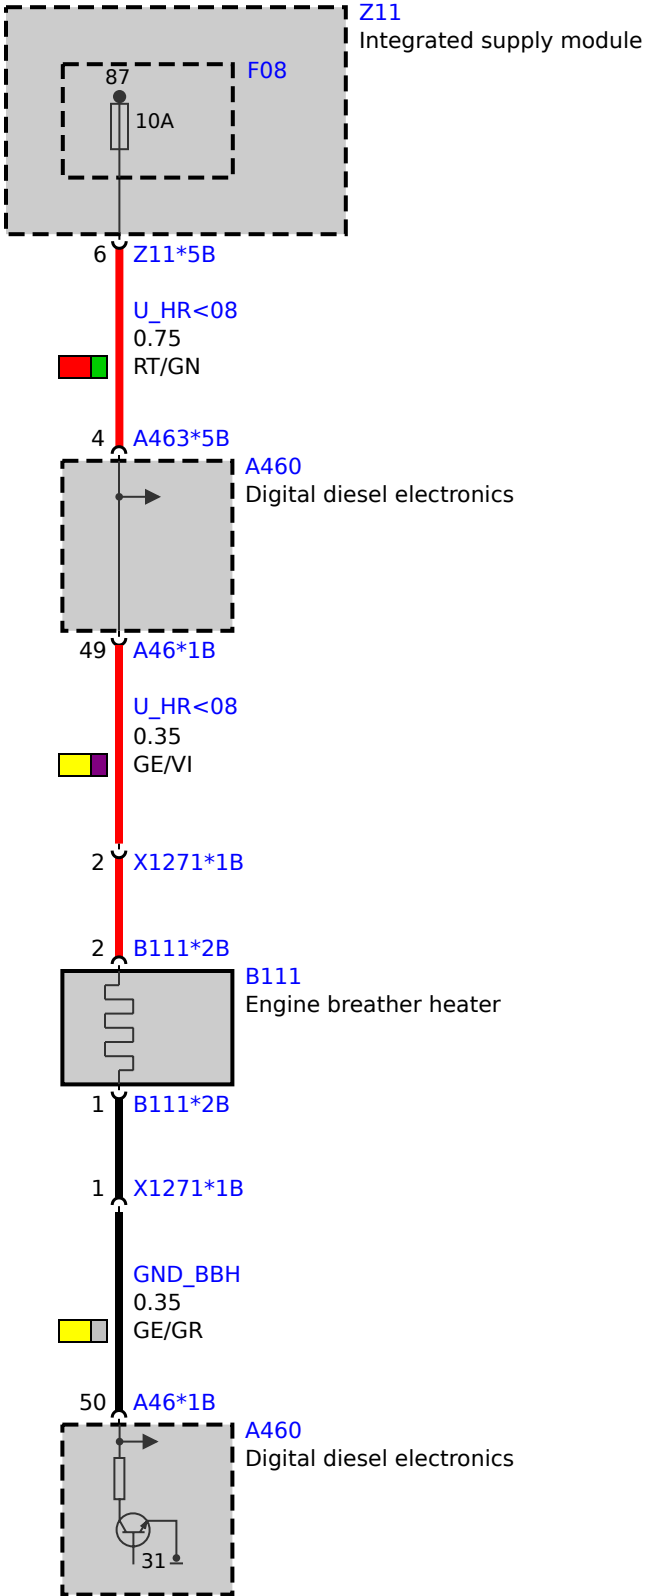 Z11
Integrated supply module
F08
87
10A
6 Z11*5B
U_HR<08
0.75
RT/GN
4 A463*5B
A460
Digital diesel electronics
49 A46*1B
U_HR<08
0.35
GE/VI
2 X1271*1B
2 B111*2B
B111
Engine breather heater
1 B111*2B
1 X1271*1B
GND_BBH
0.35
GE/GR
50 A46*1B
A460
Digital diesel electronics
31